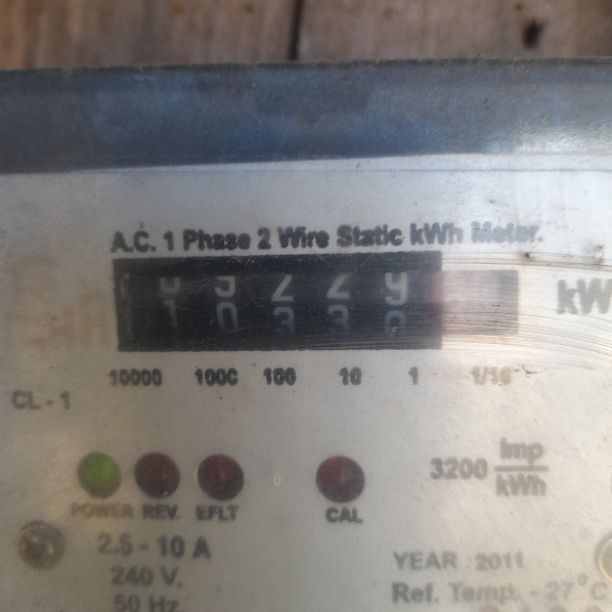 A.C. 1 Phase 2 Wire Static kWh Meter.
kW
10000 1000 100 10 1 1/10
CL - 1
3200 imp/kWh
POWER REV. EFLT CAL
2.5 - 10 A
240 V.
50 Hz
YEAR 2011
Ref. Temp. - 27°C